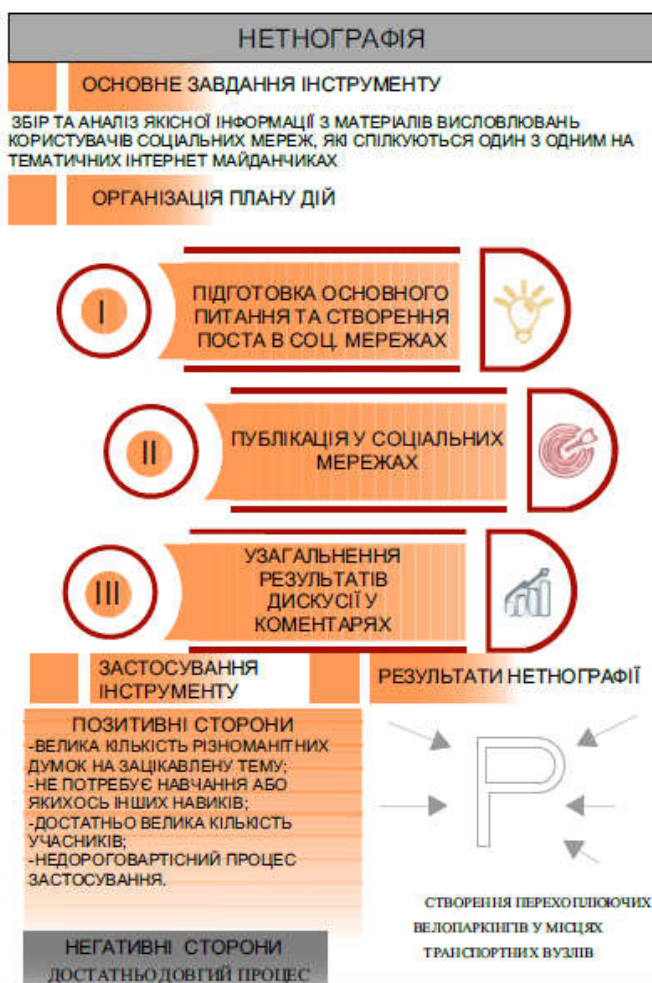 НЕТНОГРАФІЯ
ОСНОВНЕ ЗАВДАННЯ ІНСТРУМЕНТУ
ЗБІР ТА АНАЛІЗ ЯКІСНОЇ ІНФОРМАЦІЇ З МАТЕРІАЛІВ ВИСЛОВЛЮВАНЬ
КОРИСТУВАЧІВ СОЦІАЛЬНИХ МЕРЕЖ, ЯКІ СПІЛКУЮТЬСЯ ОДИН З ОДНИМ НА
ТЕМАТИЧНИХ ІНТЕРНЕТ МАЙДАНЧИКАХ
ОРГАНІЗАЦІЯ ПЛАНУ ДІЙ
I
ПІДГОТОВКА ОСНОВНОГО
ПИТАННЯ ТА СТВОРЕННЯ
ПОСТА В СОЦ. МЕРЕЖАХ
II
ПУБЛІКАЦІЯ У СОЦІАЛЬНИХ
МЕРЕЖАХ
III
УЗАГАЛЬНЕННЯ
РЕЗУЛЬТАТІВ
ДИСКУСІЇ У
КОМЕНТАРЯХ
ЗАСТОСУВАННЯ
ІНСТРУМЕНТУ
ПОЗИТИВНІ СТОРОНИ
-ВЕЛИКА КІЛЬКІСТЬ РІЗНОМАНІТНИХ
ДУМОК НА ЗАЦІКАВЛЕНУ ТЕМУ;
-НЕ ПОТРЕБУЄ НАВЧАННЯ АБО
ЯКИХОСЬ ІНШИХ НАВИКІВ;
-ДОСТАТНЬО ВЕЛИКА КІЛЬКІСТЬ
УЧАСНИКІВ;
-НЕДОРОГОВАРТІСНИЙ ПРОЦЕС
ЗАСТОСУВАННЯ.
НЕГАТИВНІ СТОРОНИ
ДОСТАТНЬО ДОВГИЙ ПРОЦЕС
РЕЗУЛЬТАТИ НЕТНОГРАФІЇ
P
СТВОРЕННЯ ПЕРЕХОПЛЮЮЧИХ
ВЕЛОПАРКІНГІВ У МІСЦЯХ
ТРАНСПОРТНИХ ВУЗЛІВ